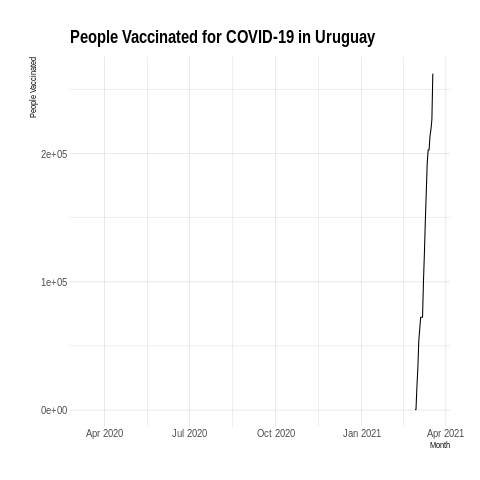 People Vaccinated for COVID-19 in Uruguay
People Vaccinated
2e+05
1e+05
0e+00
Apr 2020 Jul 2020 Oct 2020 Jan 2021 Apr 2021
Month